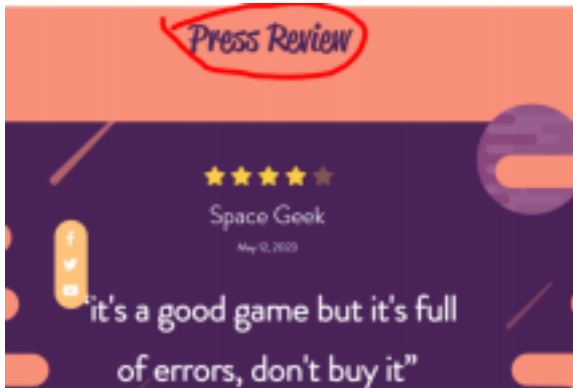 Press Review
Space Geek
May 12, 2023
“it's a good game but it's full
of errors, don't buy it”